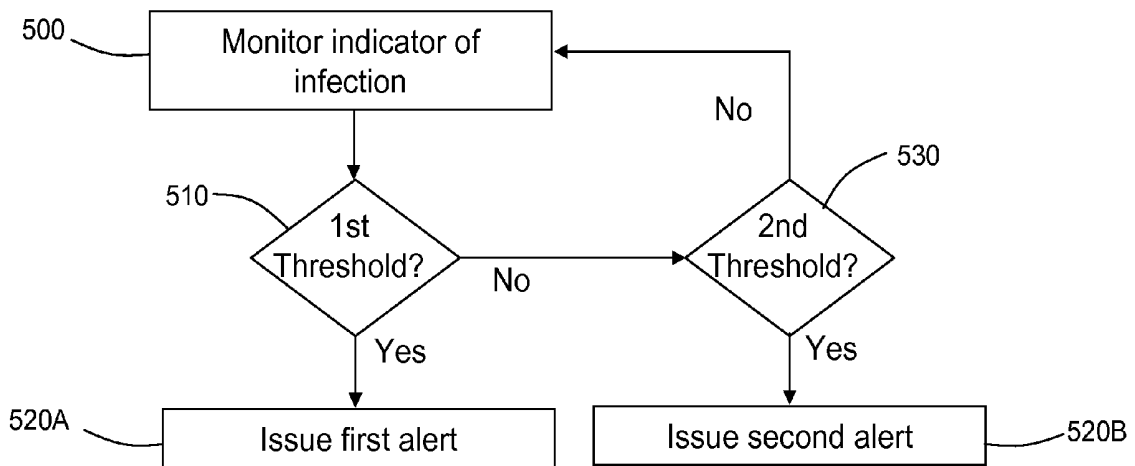 500
Monitor indicator of
infection
No
530
510
1st
Threshold?
No
2nd
Threshold?
Yes
Yes
520A
Issue first alert
Issue second alert
520B